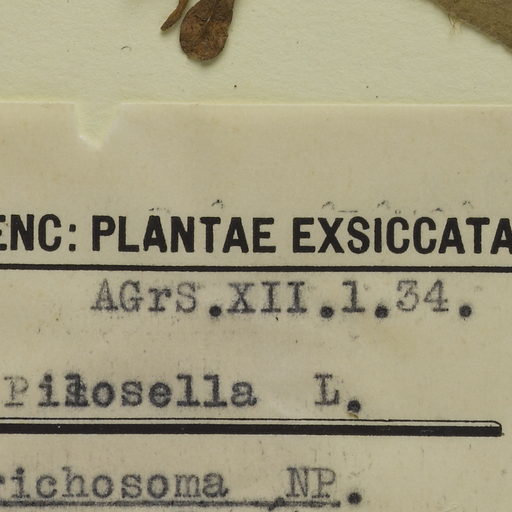 ENC: PLANTAE EXSICCATA
AGrS.XII.1.34.
Pilosella L.
richosoma NP.